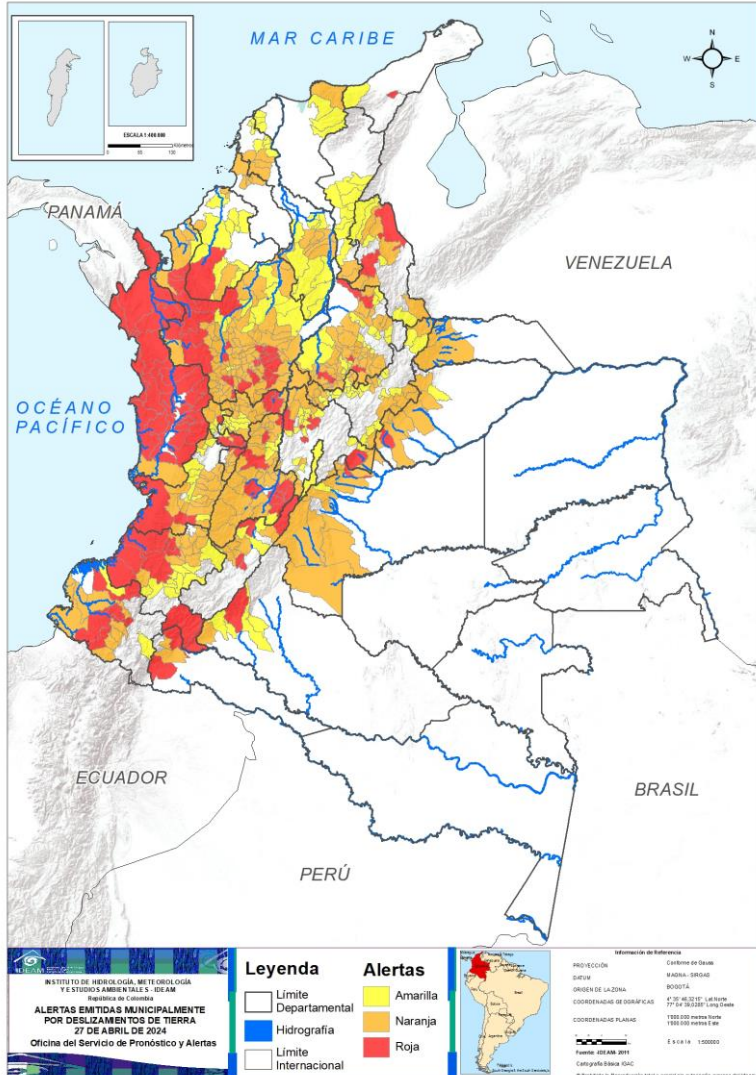 MAR CARIBE
N
W
E
S
ESCALA 1:400.000
PANAMÁ
VENEZUELA
OCÉANO
PACÍFICO
ECUADOR
BRASIL
PERÚ
IDEAM
INSTITUTO DE HIDROLOGÍA, METEOROLOGÍA
Y ESTUDIOS AMBIENTALES - IDEAM
República de Colombia
ALERTAS EMITIDAS MUNICIPALMENTE
POR DESLIZAMIENTOS DE TIERRA
27 DE ABRIL DE 2024
Oficina del Servicio de Pronóstico y Alertas
Leyenda
Límite
Departamental
Hidrografía
Límite
Internacional
Alertas
Amarilla
Naranja
Roja
Información de Referencia
PROYECCIÓN Conforme de Gauss
DATUM MAGNA - SIRGAS
ORIGEN DE LA ZONA BOGOTÁ
COORDENADAS GEOGRÁFICAS
COORDENADAS PLANAS 1'000.000 metros Norte
1'000.000 metros Este
Escala
Fuente: IDEAM- 2011
Cartografía Básica: IGAC